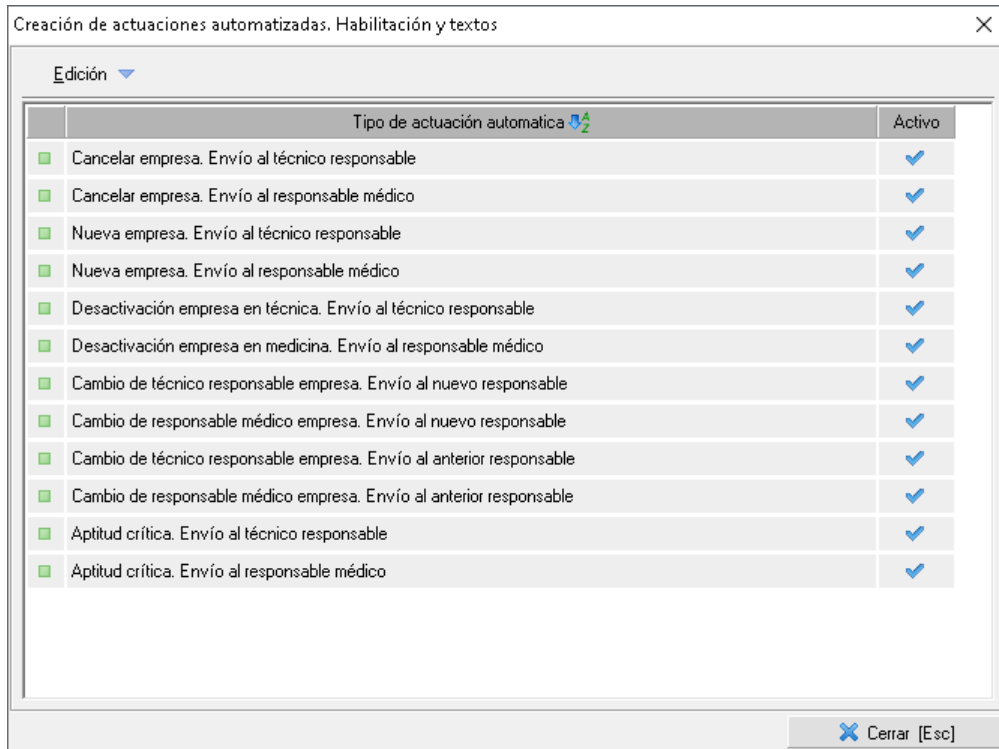 Creación de actuaciones automatizadas. Habilitación y textos
Edición
Tipo de actuación automatica AZ Activo
Cancelar empresa. Envío al técnico responsable
Cancelar empresa. Envío al responsable médico
Nueva empresa. Envío al técnico responsable
Nueva empresa. Envío al responsable médico
Desactivación empresa en técnica. Envío al técnico responsable
Desactivación empresa en medicina. Envío al responsable médico
Cambio de técnico responsable empresa. Envío al nuevo responsable
Cambio de responsable médico empresa. Envío al nuevo responsable
Cambio de técnico responsable empresa. Envío al anterior responsable
Cambio de responsable médico empresa. Envío al anterior responsable
Aptitud crítica. Envío al técnico responsable
Aptitud crítica. Envío al responsable médico
Cerrar [Esc]